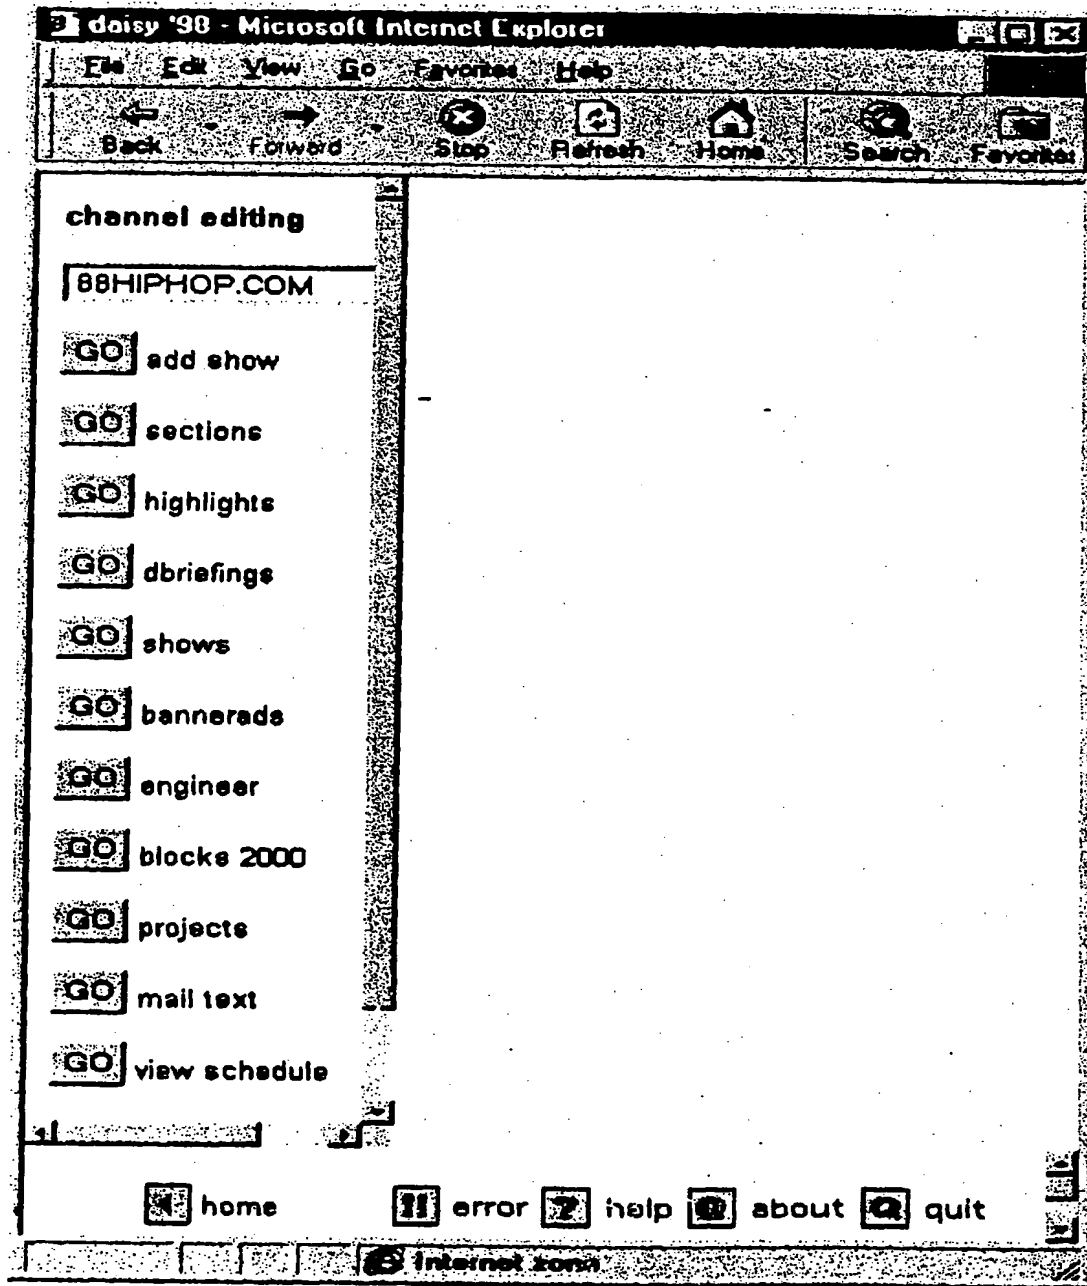 daisy '98 - Microsoft Internet Explorer
File Edit View Go Favorites Help
Back Forward Stop Refresh Home Search Favorites
channel editing
88HIPHOP.COM
GO add show
GO sections
GO highlights
GO dbriefings
GO shows
GO bannerads
GO engineer
GO blocks 2000
GO projects
GO mail text
GO view schedule
home !! error ? help @ about Q quit
Internet zone